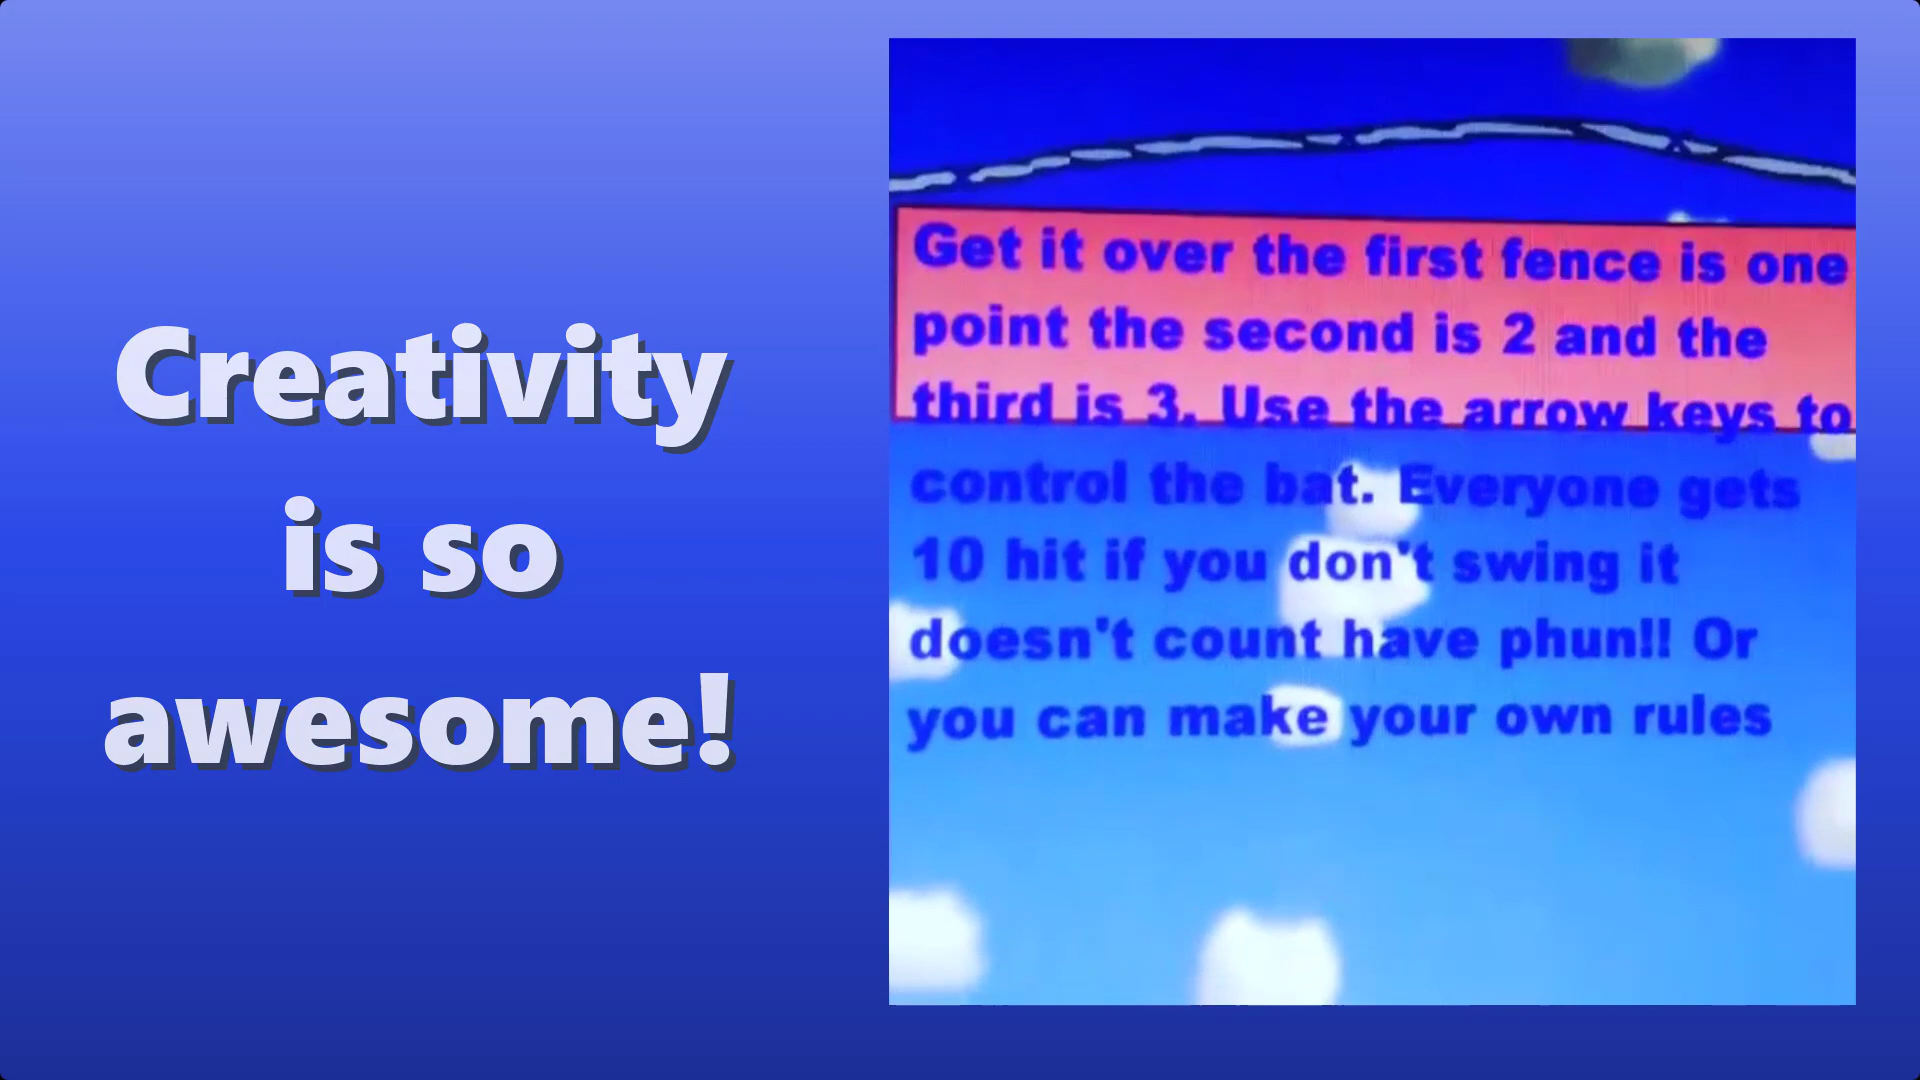 Creativity
is so
awesome!
Get it over the first fence is one
point the second is 2 and the
third is 3. Use the arrow keys to
control the bat. Everyone gets
10 hit if you don't swing it
doesn't count have phun!! Or
you can make your own rules